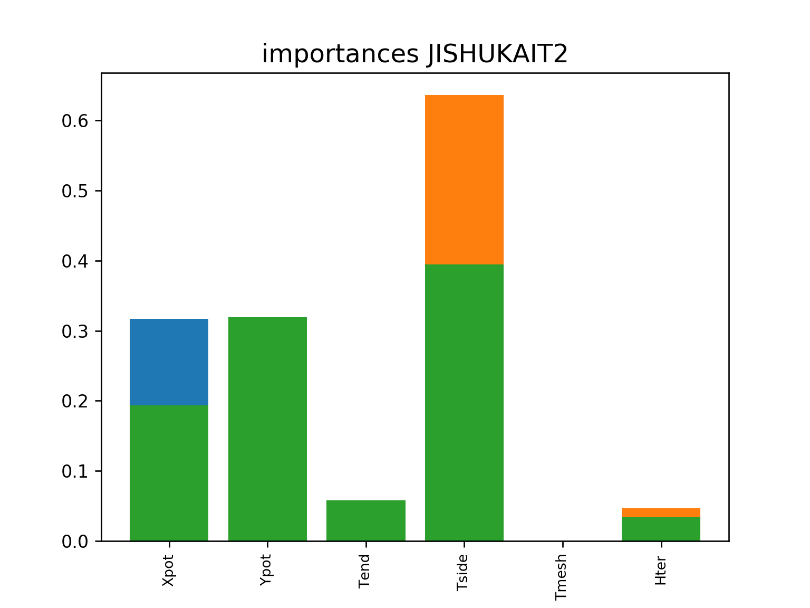 importances JISHUKAIT2
0.6
0.5
0.4
0.3
0.2
0.1
0.0
Xpot
Ypot
Tend
Tside
Tmesh
Hter